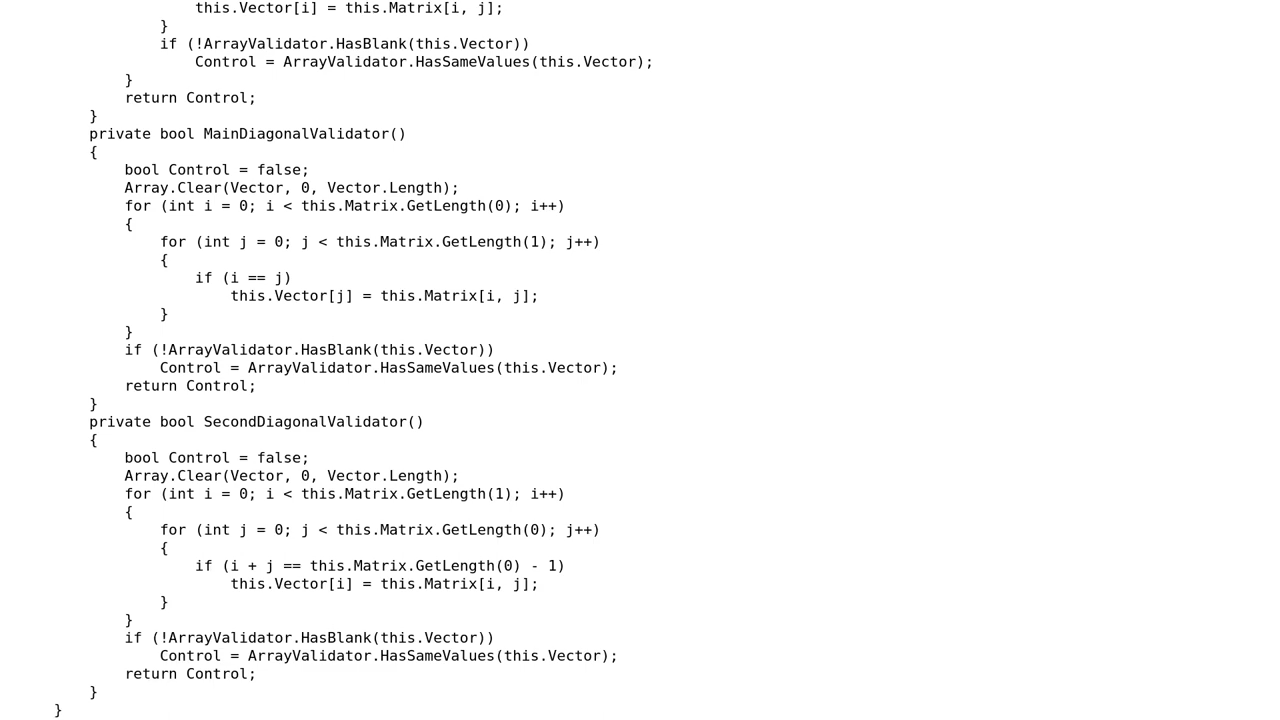 this.Vector[i] = this.Matrix[i, j];
            }
            if (!ArrayValidator.HasBlank(this.Vector))
                Control = ArrayValidator.HasSameValues(this.Vector);
        }
        return Control;
    }
    private bool MainDiagonalValidator()
    {
        bool Control = false;
        Array.Clear(Vector, 0, Vector.Length);
        for (int i = 0; i < this.Matrix.GetLength(0); i++)
        {
            for (int j = 0; j < this.Matrix.GetLength(1); j++)
            {
                if (i == j)
                    this.Vector[j] = this.Matrix[i, j];
            }
        }
        if (!ArrayValidator.HasBlank(this.Vector))
            Control = ArrayValidator.HasSameValues(this.Vector);
        return Control;
    }
    private bool SecondDiagonalValidator()
    {
        bool Control = false;
        Array.Clear(Vector, 0, Vector.Length);
        for (int i = 0; i < this.Matrix.GetLength(1); i++)
        {
            for (int j = 0; j < this.Matrix.GetLength(0); j++)
            {
                if (i + j == this.Matrix.GetLength(0) - 1)
                    this.Vector[i] = this.Matrix[i, j];
            }
        }
        if (!ArrayValidator.HasBlank(this.Vector))
            Control = ArrayValidator.HasSameValues(this.Vector);
        return Control;
    }
}